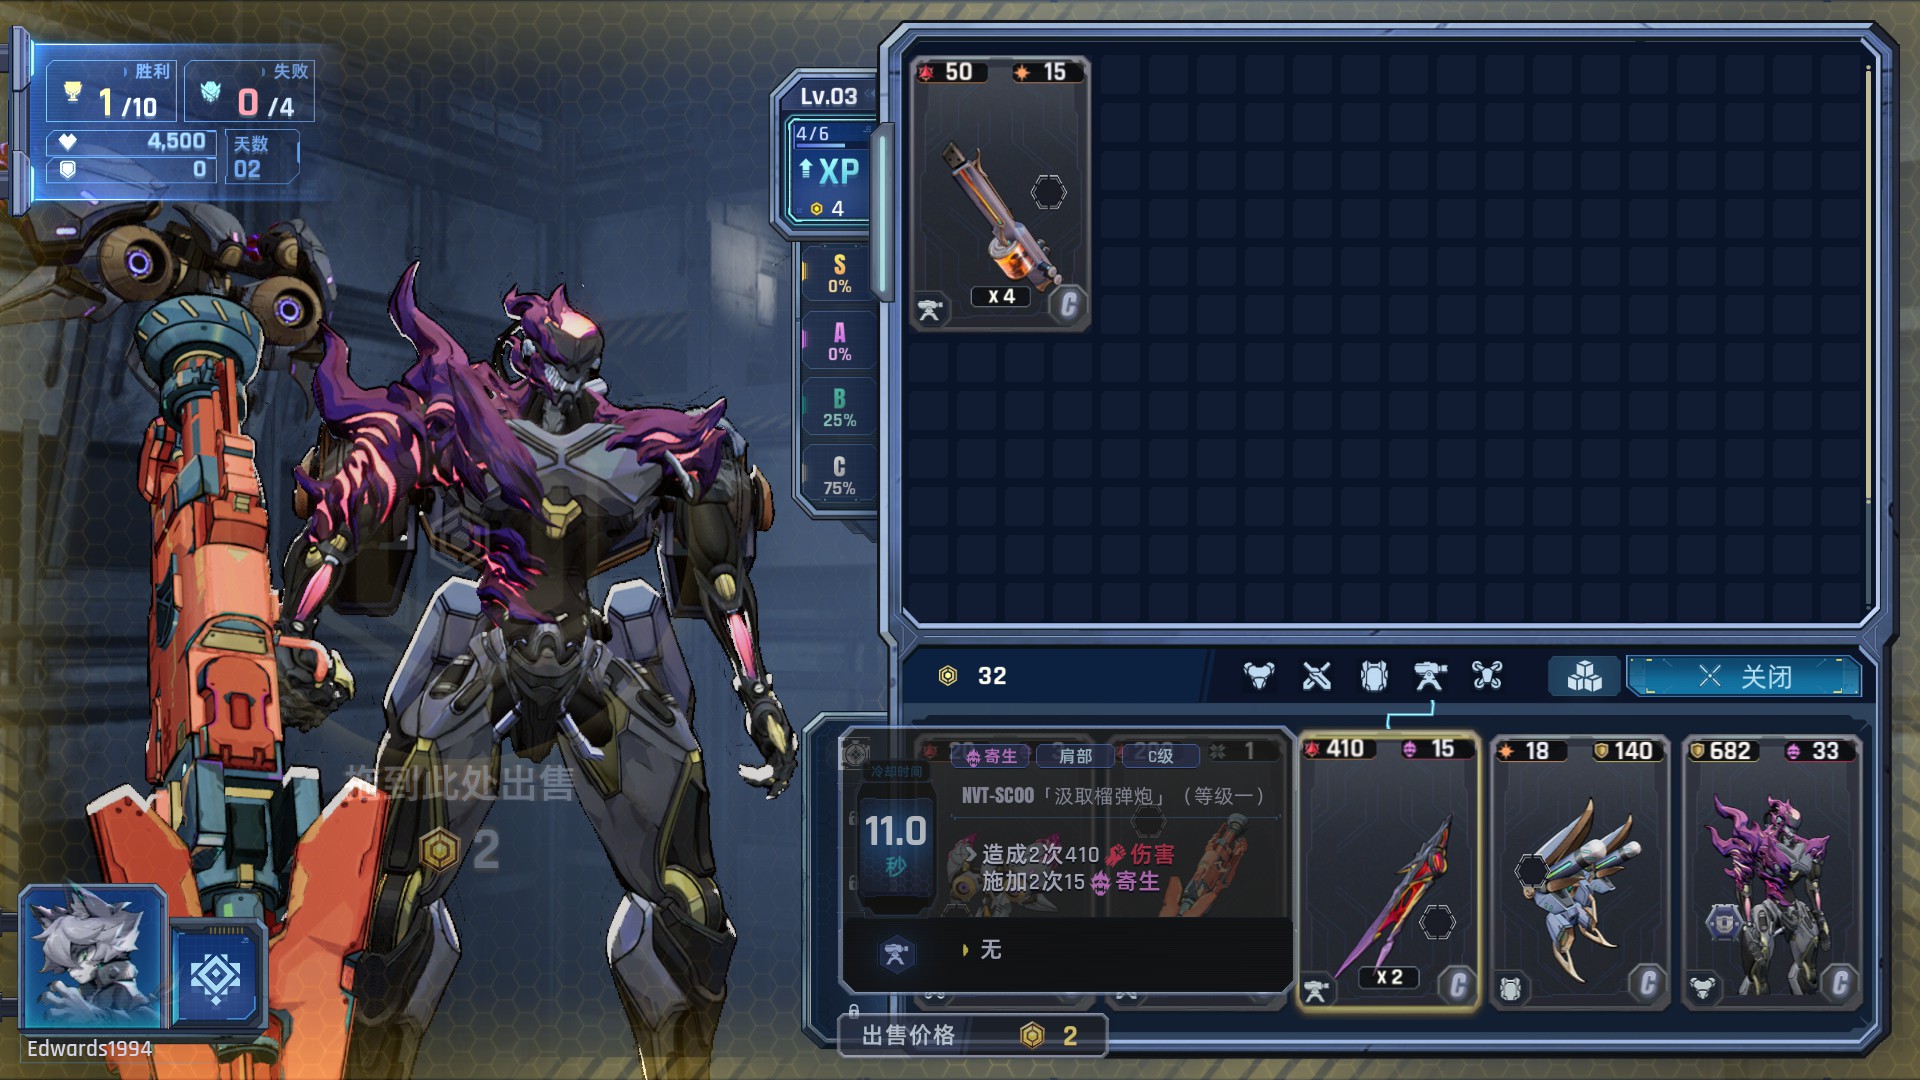 胜利
1/10
失败
0/4
4,500
0
天数
02
Lv.03
4/6
XP
4
S
0%
A
0%
B
25%
C
75%
50
15
x4
C
32
关闭
拖到此处出售
2
寄生
肩部
C级
1
冷却时间
11.0
秒
NVT-SC00「汲取榴弹炮」（等级一）
造成2次410伤害
施加2次15寄生
无
出售价格
2
410
15
x2
C
18
140
C
682
33
C
Edwards1994